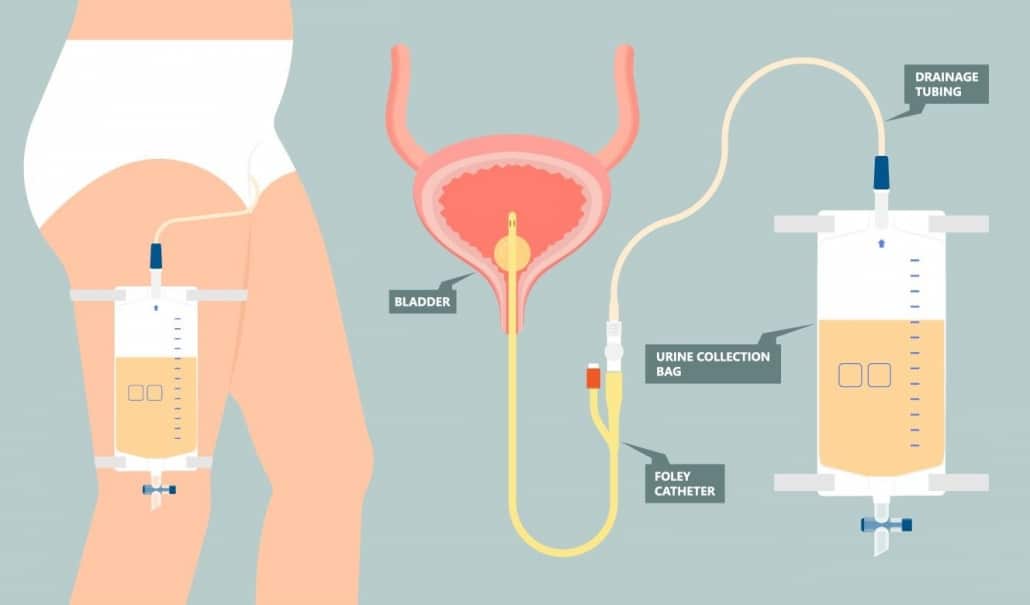 DRAINAGE
TUBING
BLADDER
URINE COLLECTION
BAG
FOLEY
CATHETER